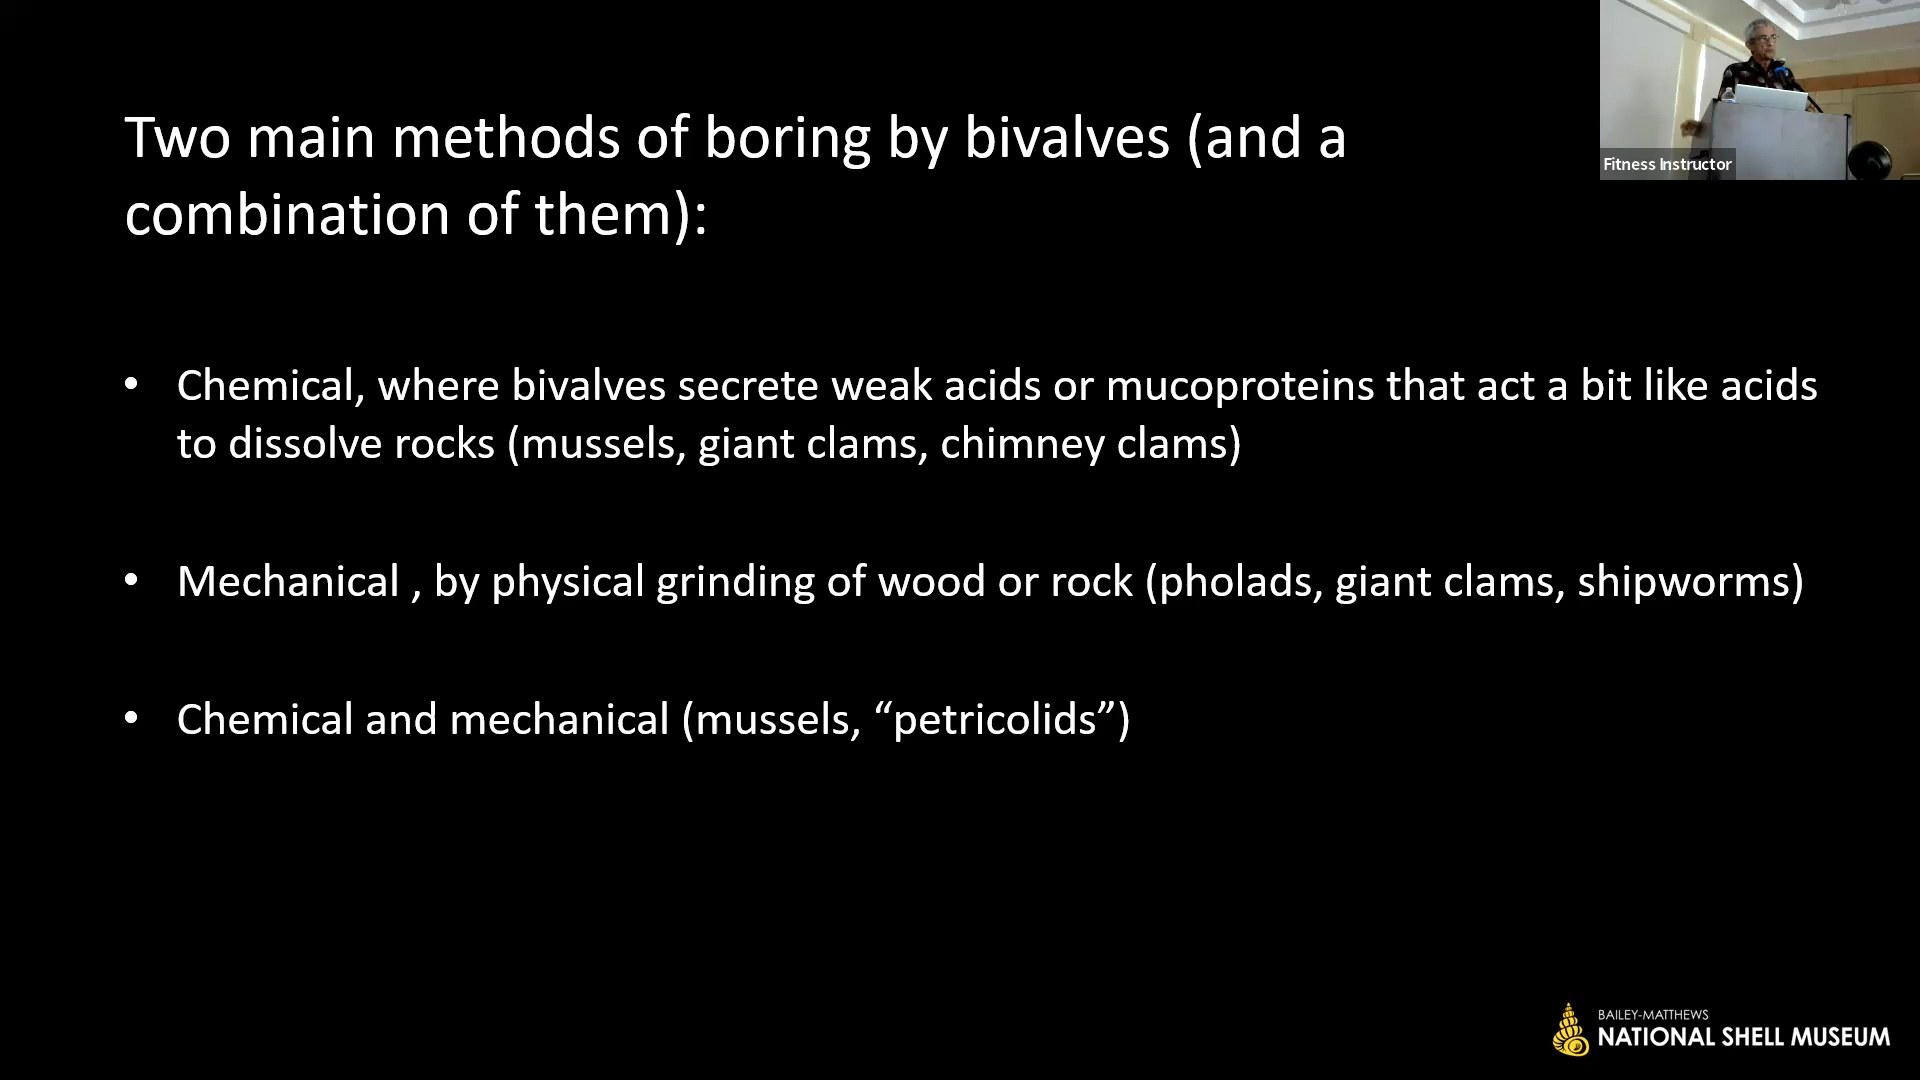 Two main methods of boring by bivalves (and a
combination of them):
Fitness Instructor
• Chemical, where bivalves secrete weak acids or mucoproteins that act a bit like acids
to dissolve rocks (mussels, giant clams, chimney clams)
• Mechanical , by physical grinding of wood or rock (pholads, giant clams, shipworms)
• Chemical and mechanical (mussels, “petricolids”)
BAILEY-MATTHEWS
NATIONAL SHELL MUSEUM